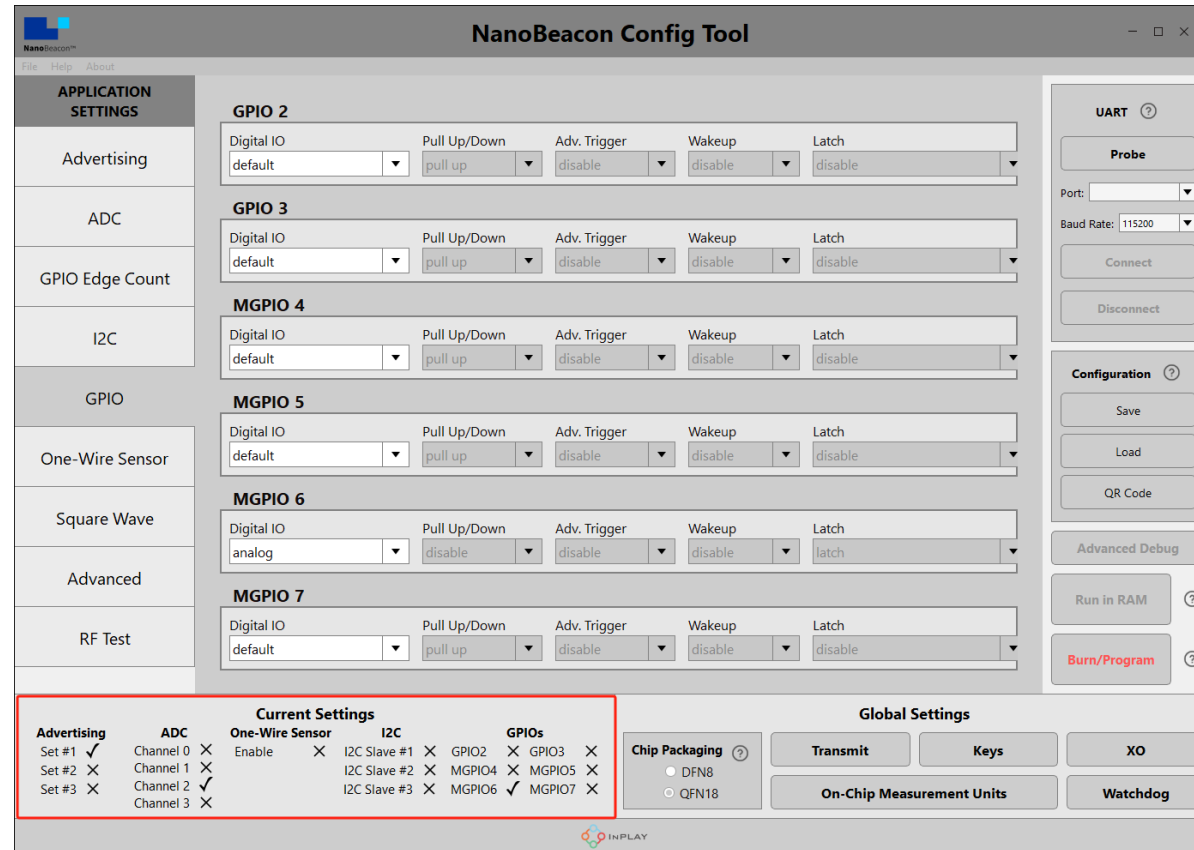 NanoBeacon Config Tool
NanoBeacon™
File Help About
APPLICATION
SETTINGS
Advertising
ADC
GPIO Edge Count
I2C
GPIO
One-Wire Sensor
Square Wave
Advanced
RF Test
GPIO 2
Digital IO Pull Up/Down Adv. Trigger Wakeup Latch
default pull up disable disable disable
GPIO 3
Digital IO Pull Up/Down Adv. Trigger Wakeup Latch
default pull up disable disable disable
MGPIO 4
Digital IO Pull Up/Down Adv. Trigger Wakeup Latch
default pull up disable disable disable
MGPIO 5
Digital IO Pull Up/Down Adv. Trigger Wakeup Latch
default pull up disable disable disable
MGPIO 6
Digital IO Pull Up/Down Adv. Trigger Wakeup Latch
analog disable disable disable latch
MGPIO 7
Digital IO Pull Up/Down Adv. Trigger Wakeup Latch
default pull up disable disable disable
UART ?
Probe
Port:
Baud Rate: 115200
Connect
Disconnect
Configuration ?
Save
Load
QR Code
Advanced Debug
Run in RAM ?
Burn/Program ?
Current Settings
Advertising ADC One-Wire Sensor I2C GPIOs
Set #1 ✓ Channel 0 ✕ Enable ✕ I2C Slave #1 ✕ GPIO2 ✕ GPIO3 ✕
Set #2 ✕ Channel 1 ✕ I2C Slave #2 ✕ MGPIO4 ✕ MGPIO5 ✕
Set #3 ✕ Channel 2 ✓ I2C Slave #3 ✕ MGPIO6 ✓ MGPIO7 ✕
Channel 3 ✕
Global Settings
Chip Packaging ?
DFN8
QFN18
Transmit Keys XO
On-Chip Measurement Units Watchdog
INPLAY